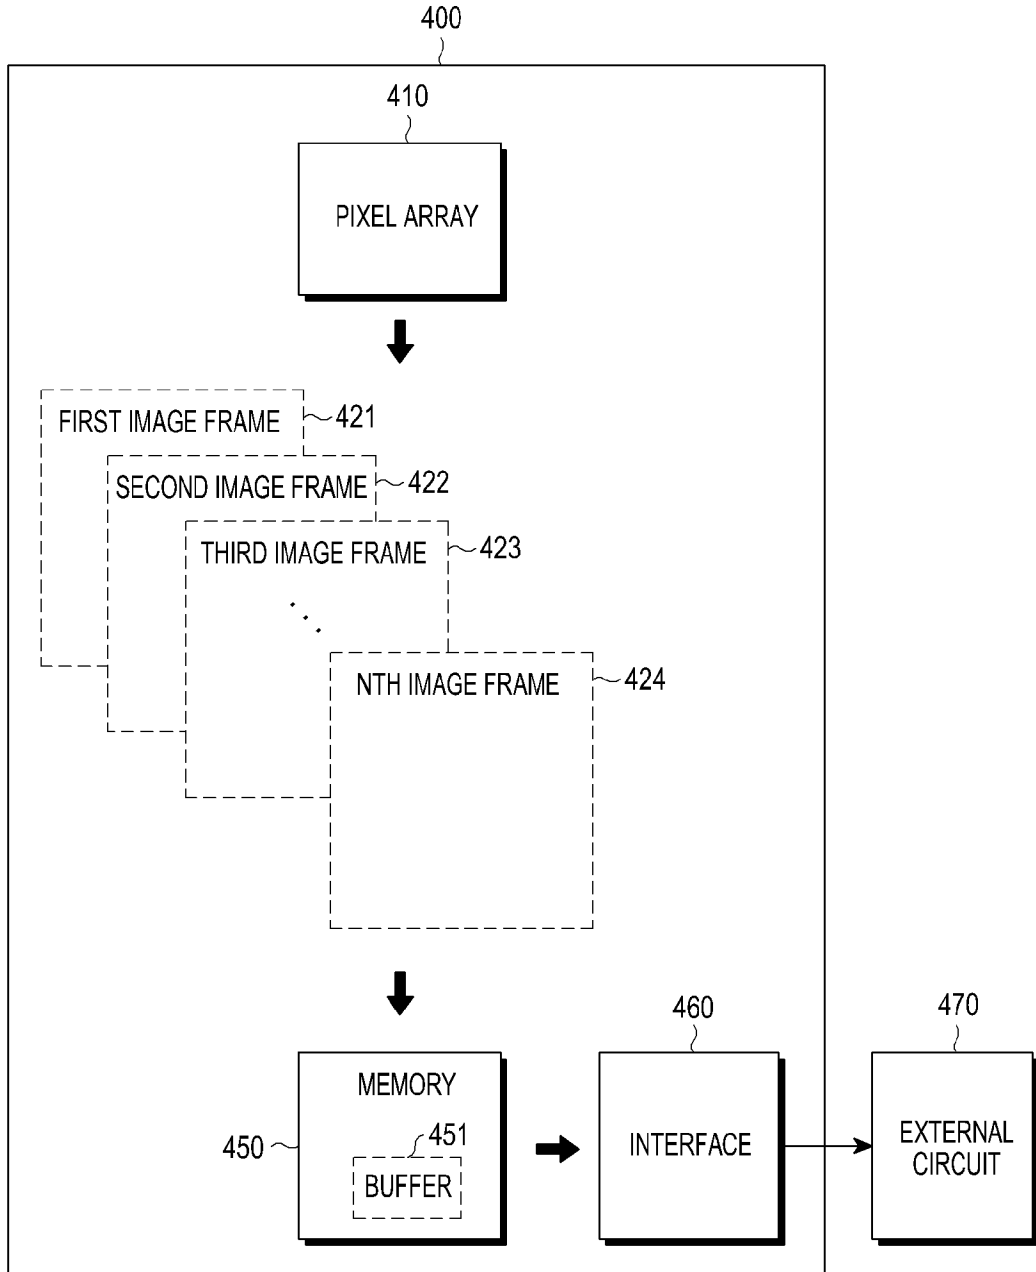 400
410
PIXEL ARRAY
FIRST IMAGE FRAME
421
SECOND IMAGE FRAME
422
THIRD IMAGE FRAME
423
NTH IMAGE FRAME
424
460
470
MEMORY
450
451
BUFFER
INTERFACE
EXTERNAL
CIRCUIT